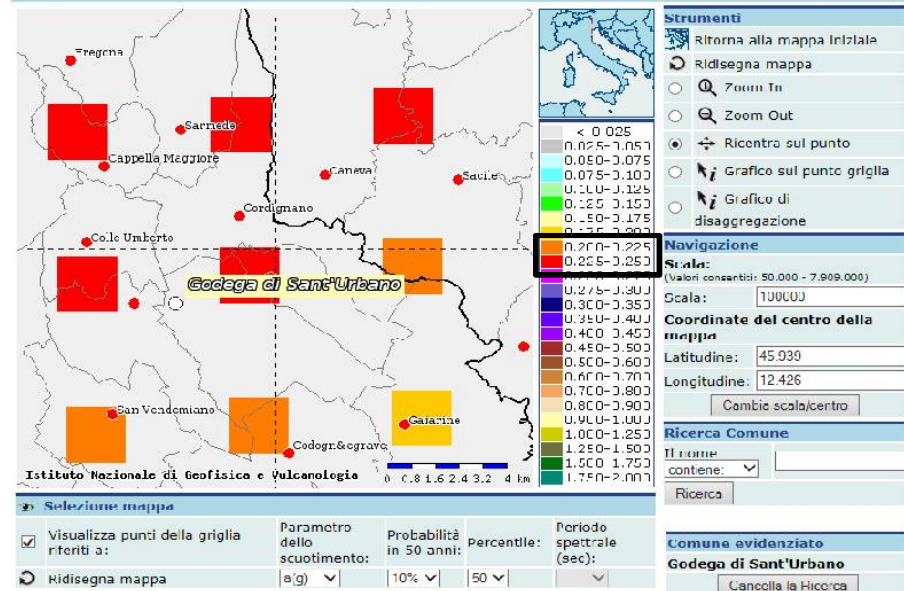 Fregona
Sarmede
Cappella Maggiore
Caneva
Sacile
Cordignano
Colle Umberto
Godega di Sant'Urbano
San Vendemiano
Gaiarine
Istituto Nazionale di Geofisica e Vulcanologia
0 0.8 1.6 2.4 3.2 4 km
< 0.025
0.025-0.050
0.050-0.075
0.075-0.100
0.100-0.125
0.125-0.150
0.150-0.175
0.200-0.225
0.225-0.250
0.275-0.300
0.300-0.350
0.350-0.400
0.400-0.450
0.450-0.500
0.500-0.600
0.600-0.700
0.700-0.800
0.800-0.900
0.900-1.000
1.000-1.250
1.250-1.500
1.500-1.750
1.750-2.000
Strumenti
Ritorna alla mappa iniziale
Ridisegna mappa
Zoom In
Zoom Out
Ricentra sul punto
Grafico sul punto griglia
Grafico di
disaggregazione
Navigazione
Scala:
(Valori consentiti: 50.000 - 7.909.000)
Scala: 100000
Coordinate del centro della
mappa
Latitudine: 45.939
Longitudine: 12.426
Cambia scala/centro
Ricerca Comune
Il nome
contiene:
Ricerca
Comune evidenziato
Godega di Sant'Urbano
Cancella la Ricerca
Selezione mappa
Visualizza punti della griglia
riferiti a:
Parametro
dello
scuotimento:
Probabilità
in 50 anni:
Percentile:
Periodo
spettrale
(sec):
Ridisegna mappa
a(g)
10%
50